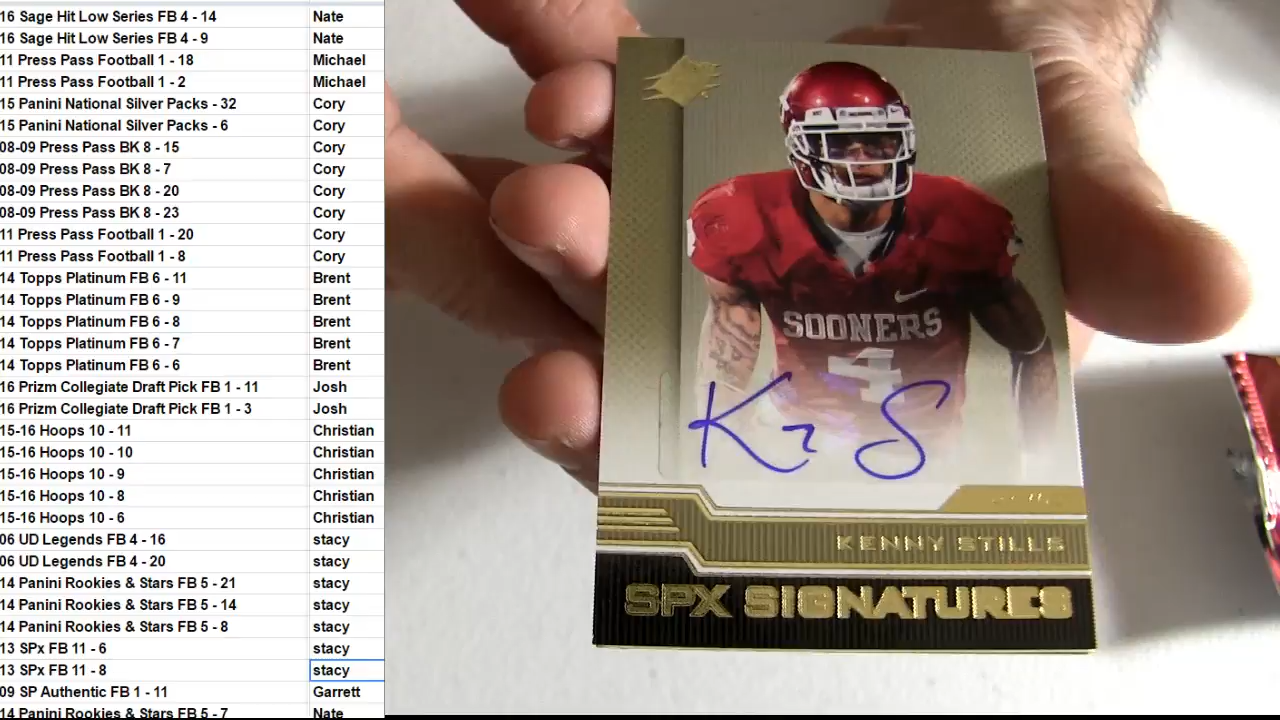 16 Sage Hit Low Series FB 4 - 14 Nate
16 Sage Hit Low Series FB 4 - 9 Nate
11 Press Pass Football 1 - 18 Michael
11 Press Pass Football 1 - 2 Michael
15 Panini National Silver Packs - 32 Cory
15 Panini National Silver Packs - 6 Cory
08-09 Press Pass BK 8 - 15 Cory
08-09 Press Pass BK 8 - 7 Cory
08-09 Press Pass BK 8 - 20 Cory
08-09 Press Pass BK 8 - 23 Cory
11 Press Pass Football 1 - 20 Cory
11 Press Pass Football 1 - 8 Cory
14 Topps Platinum FB 6 - 11 Brent
14 Topps Platinum FB 6 - 9 Brent
14 Topps Platinum FB 6 - 8 Brent
14 Topps Platinum FB 6 - 7 Brent
14 Topps Platinum FB 6 - 6 Brent
16 Prizm Collegiate Draft Pick FB 1 - 11 Josh
16 Prizm Collegiate Draft Pick FB 1 - 3 Josh
15-16 Hoops 10 - 11 Christian
15-16 Hoops 10 - 10 Christian
15-16 Hoops 10 - 9 Christian
15-16 Hoops 10 - 8 Christian
15-16 Hoops 10 - 6 Christian
06 UD Legends FB 4 - 16 stacy
06 UD Legends FB 4 - 20 stacy
14 Panini Rookies & Stars FB 5 - 21 stacy
14 Panini Rookies & Stars FB 5 - 14 stacy
14 Panini Rookies & Stars FB 5 - 8 stacy
13 SPx FB 11 - 6 stacy
13 SPx FB 11 - 8 stacy
09 SP Authentic FB 1 - 11 Garrett
14 Panini Rookies & Stars FB 5 - 7 Nate
SOONERS
4
KENNY STILLS
SPX SIGNATURES